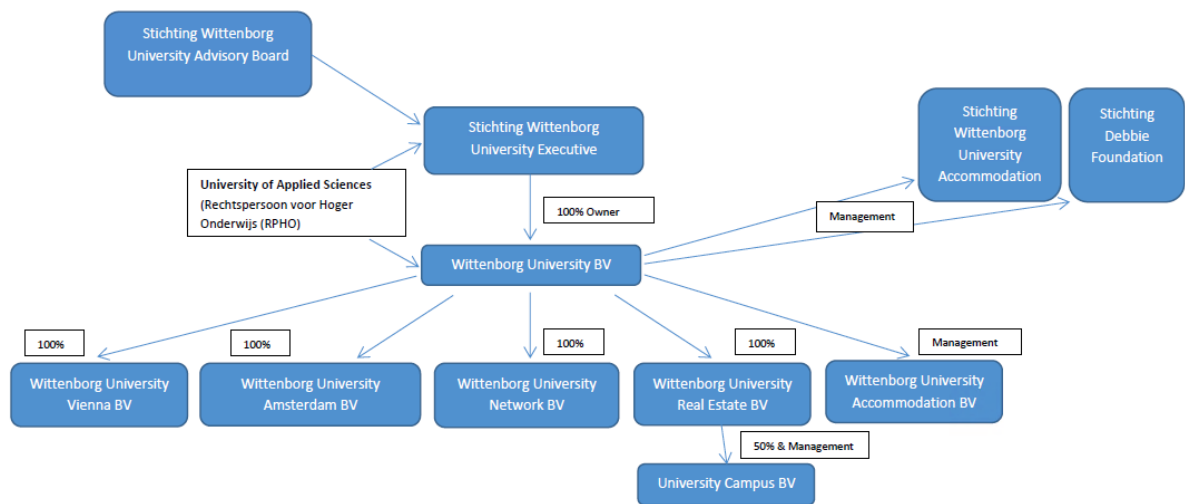 Stichting Wittenborg
University Advisory Board
Stichting Wittenborg
University Executive
Stichting
Wittenborg
University
Accommodation
Stichting
Debbie
Foundation
University of Applied Sciences
(Rechtspersoon voor Hoger
Onderwijs (RPHO)
100% Owner
Management
Wittenborg University BV
100%
100%
100%
100%
Management
Wittenborg University
Vienna BV
Wittenborg University
Amsterdam BV
Wittenborg University
Network BV
Wittenborg University
Real Estate BV
Wittenborg University
Accommodation BV
50% & Management
University Campus BV